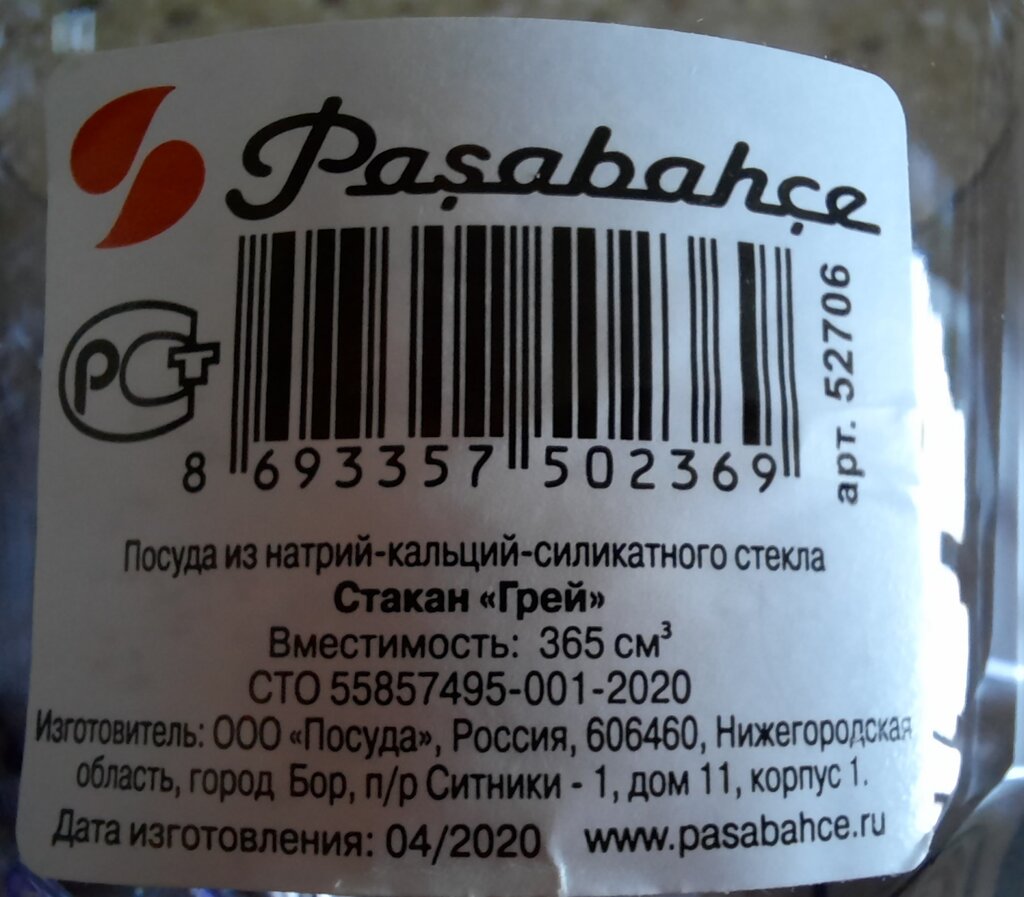 Paşabahçe
арт. 52706
РСТ
8 693357 502369
Посуда из натрий-кальций-силикатного стекла
Стакан «Грей»
Вместимость: 365 см³
СТО 55857495-001-2020
Изготовитель: ООО «Посуда», Россия, 606460, Нижегородская
область, город Бор, п/р Ситники - 1, дом 11, корпус 1.
Дата изготовления: 04/2020 www.pasabahce.ru